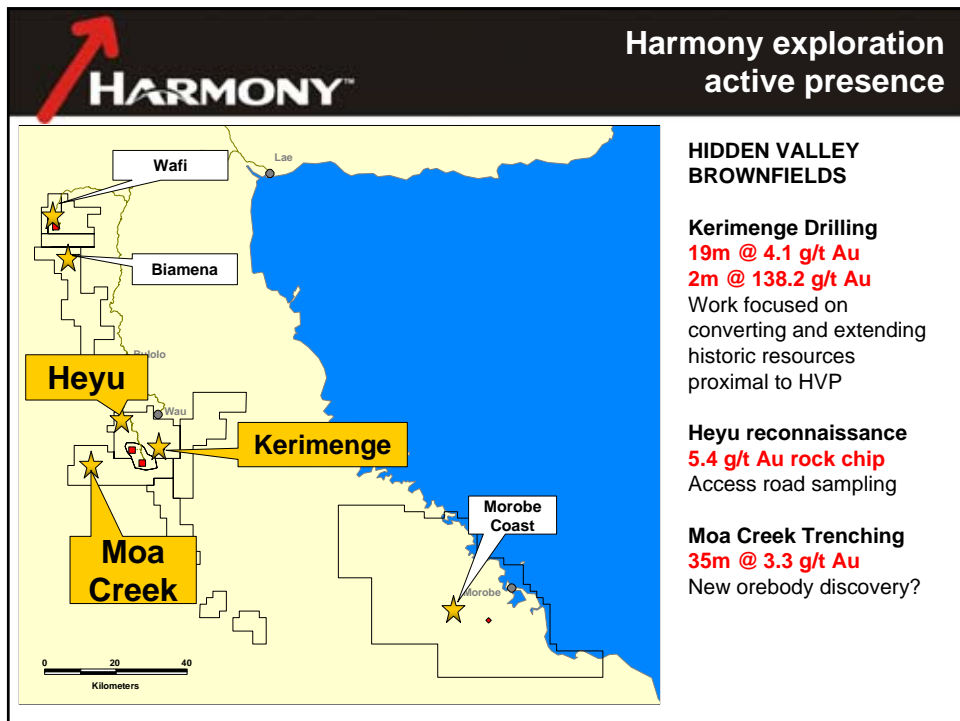 HARMONY™
Harmony exploration
active presence
Wafi
Lae
Biamena
Bulolo
Heyu
Wau
Kerimenge
Moa
Creek
Morobe
Coast
Morobe
0 20 40
Kilometers
HIDDEN VALLEY
BROWNFIELDS
Kerimenge Drilling
19m @ 4.1 g/t Au
2m @ 138.2 g/t Au
Work focused on
converting and extending
historic resources
proximal to HVP
Heyu reconnaissance
5.4 g/t Au rock chip
Access road sampling
Moa Creek Trenching
35m @ 3.3 g/t Au
New orebody discovery?